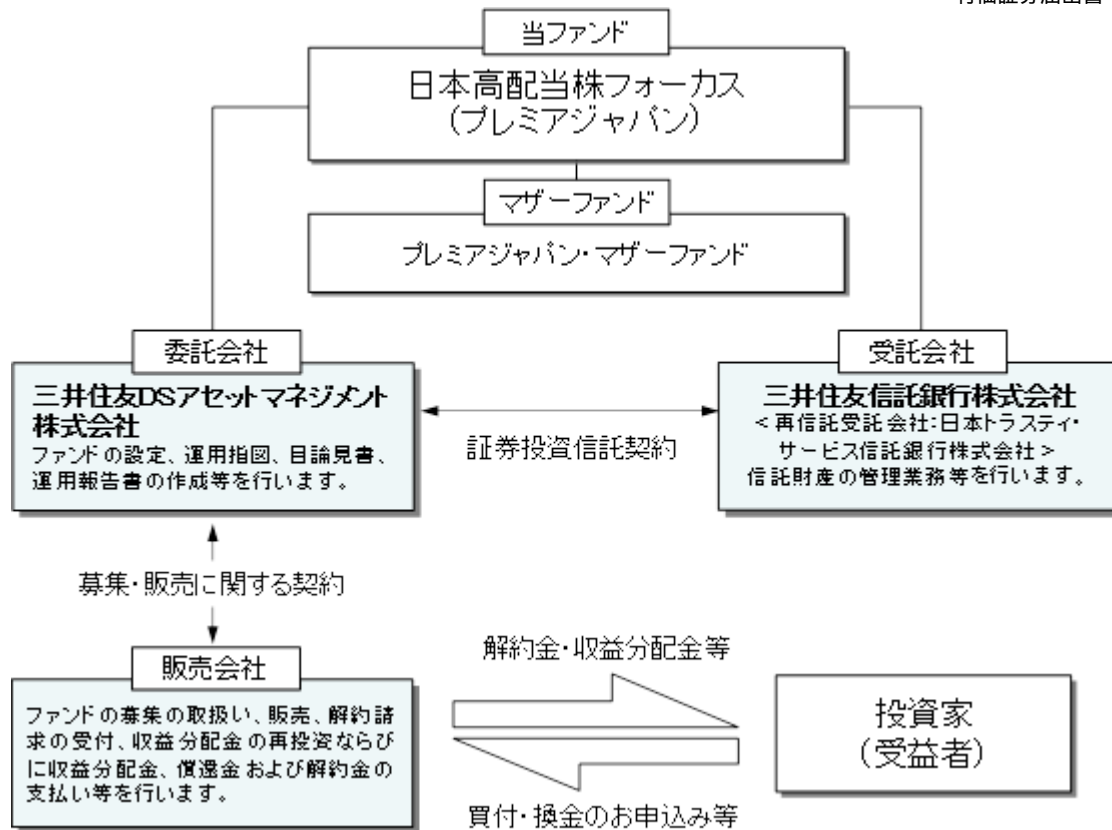 当ファンド
日本高配当株フォーカス
(プレミアジャパン)
マザーファンド
プレミアジャパン・マザーファンド
委託会社
三井住友DSアセットマネジメント
株式会社
ファンドの設定、運用指図、目論見書、
運用報告書の作成等を行います。
証券投資信託契約
受託会社
三井住友信託銀行株式会社
<再信託受託会社:日本トラスティ・
サービス信託銀行株式会社>
信託財産の管理業務等を行います。
募集・販売に関する契約
販売会社
ファンドの募集の取扱い、販売、解約請
求の受付、収益分配金の再投資ならび
に収益分配金、償還金および解約金の
支払い等を行います。
解約金・収益分配金等
買付・換金のお申込み等
投資家
(受益者)